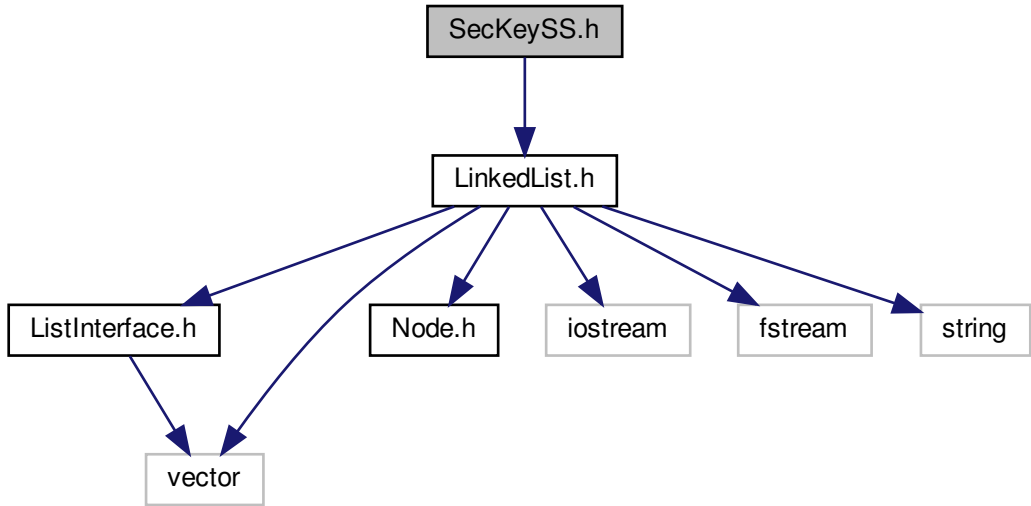 SecKeySS.h
LinkedList.h
ListInterface.h
Node.h
iostream
fstream
string
vector